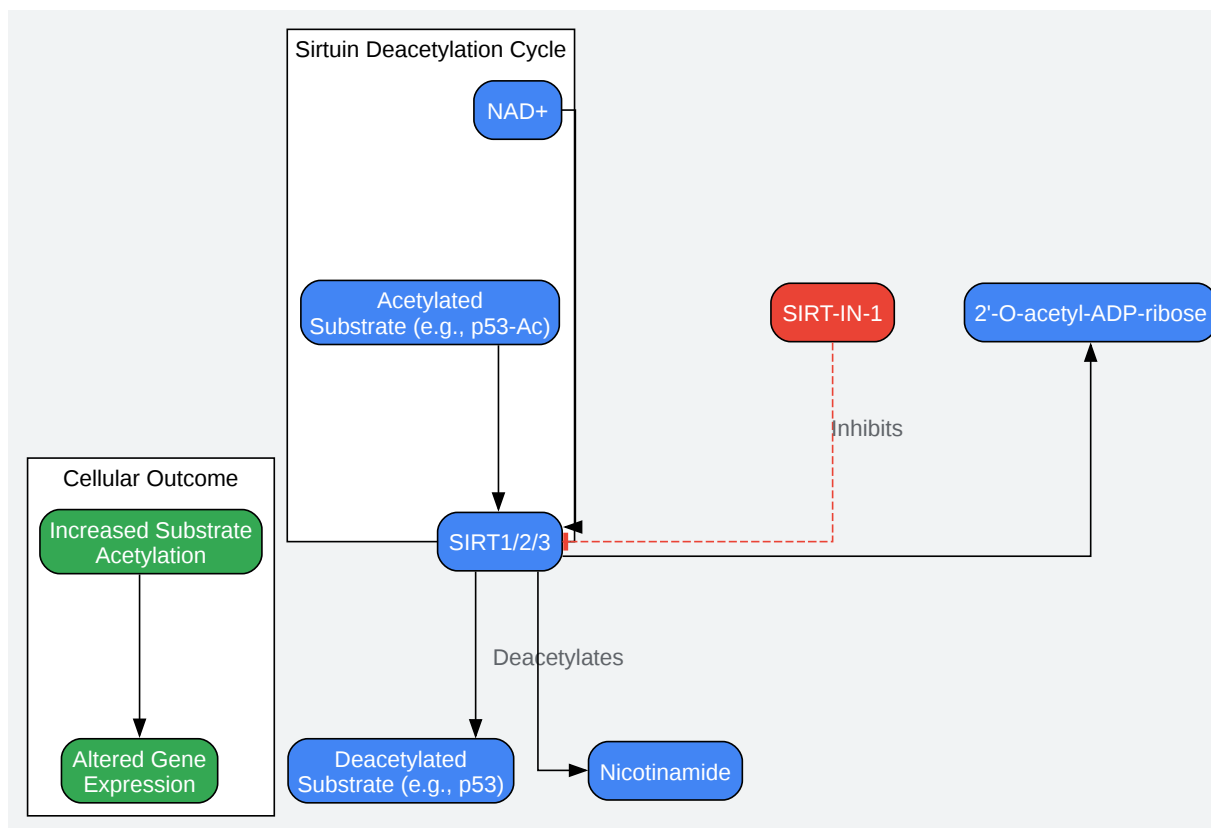 Sirtuin Deacetylation Cycle
NAD+
Acetylated
Substrate (e.g., p53-Ac)
SIRT-IN-1
2'-O-acetyl-ADP-ribose
Inhibits
Cellular Outcome
Increased Substrate
Acetylation
SIRT1/2/3
Deacetylates
Altered Gene
Expression
Deacetylated
Substrate (e.g., p53)
Nicotinamide